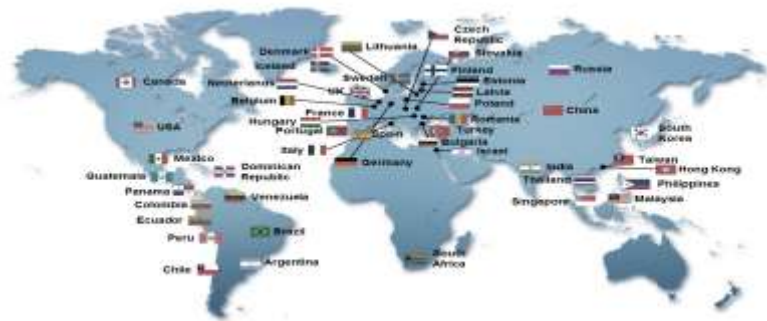 Czech
Republic
Denmark
Lithuania
Slovakia
Iceland
Sweden
Finland
Canada
Netherlands
Estonia
Russia
UK
Latvia
Belgium
Poland
France
China
Hungary
Romania
USA
Portugal
Spain
Turkey
South
Korea
Italy
Bulgaria
Israel
Mexico
Germany
Taiwan
Guatemala
Dominican
Republic
India
Hong Kong
Panama
Thailand
Philippines
Venezuela
Colombia
Singapore
Malaysia
Ecuador
Brazil
Peru
South
Africa
Argentina
Chile